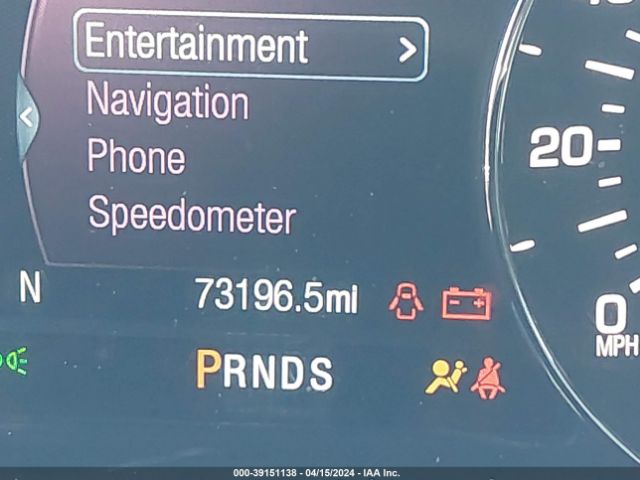 Entertainment >
Navigation
Phone
Speedometer
20
N
73196.5mi
0
MPH
PRNDS
000-39151138 - 04/15/2024 - IAA Inc.